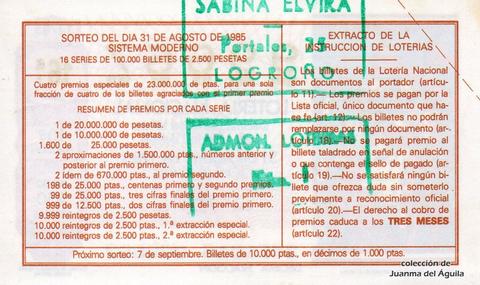 SABINA ELVIRA
Portales, 75
LOGROÑO
ADMON. LOTE
SORTEO DEL DIA 31 DE AGOSTO DE 1985
SISTEMA MODERNO
16 SERIES DE 100.000 BILLETES DE 2.500 PESETAS
Cuatro premios especiales de 23.000.000 de ptas. para una sola
fracción de cuatro de los billetes agraciados con el primer premio
RESUMEN DE PREMIOS POR CADA SERIE
1 de 20.000.000 de pesetas.
1 de 10.000.000 de pesetas.
1.600 de 25.000 pesetas.
2 aproximaciones de 1.500.000 ptas., números anterior y
posterior al premio primero.
2 ídem de 670.000 ptas., al premio segundo.
198 de 25.000 ptas., centenas primero y segundo premios.
99 de 25.000 ptas., tres cifras finales del premio primero.
999 de 12.500 ptas., dos cifras finales del premio primero.
9.999 reintegros de 2.500 pesetas.
10.000 reintegros de 2.500 ptas., 1.ª extracción especial.
10.000 reintegros de 2.500 ptas., 2.ª extracción especial.
EXTRACTO DE LA
INSTRUCCION DE LOTERIAS
Los billetes de la Lotería Nacional
son documentos al portador (artí-
culo 11).— Los premios se pagan por la
Lista oficial, único documento que ha-
ce fe (art. 12).— Los billetes no podrán
reemplazarse por ningún documento (ar-
tículo 18).— No se pagará premio al
billete taladrado en señal de anulación
o que contenga el sello de pagado (ar-
tículo 19).— No se satisfará ningún bi-
llete que ofrezca duda sin someterlo
previamente a reconocimiento oficial
(artículo 20).—El derecho al cobro de
premios caduca a los TRES MESES
(artículo 22).
Próximo sorteo: 7 de septiembre. Billetes de 10.000 ptas., en décimos de 1.000 ptas.
colección de
Juanma del Águila